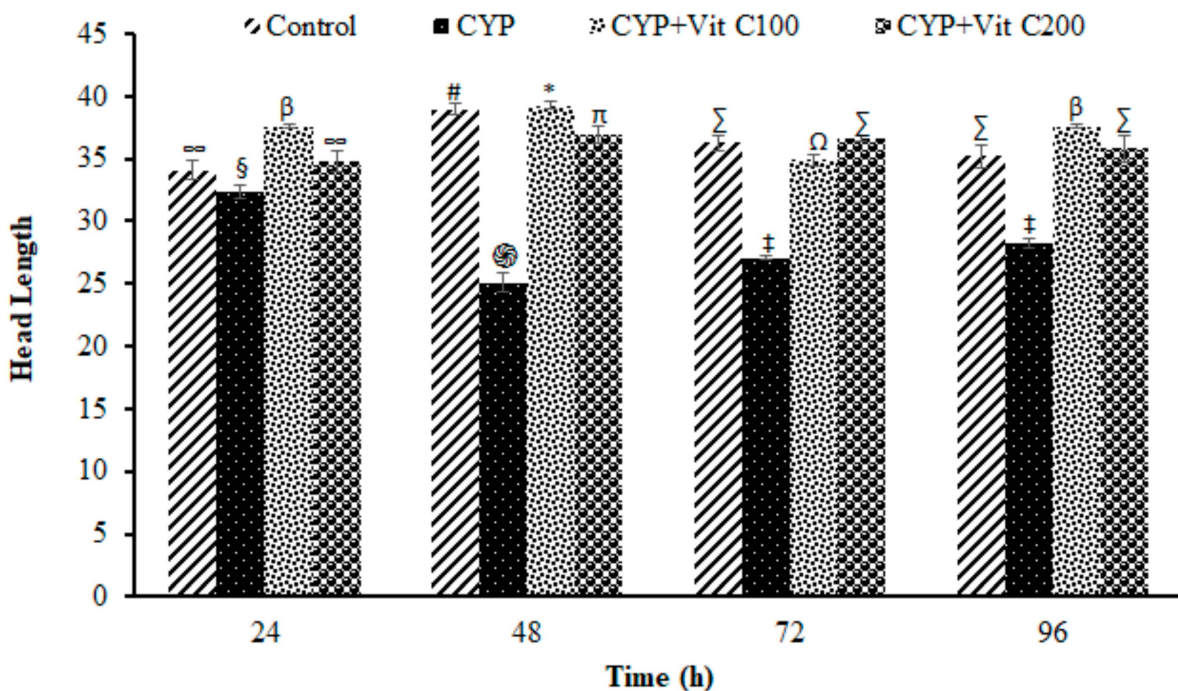 Control CYP CYP+Vit C100 CYP+Vit C200
Head Length
45
40
35
30
25
20
15
10
5
0
∞ § β ∞
# * π
∑ ‡ Ω ∑
∑ ‡ β ∑
24 48 72 96
Time (h)